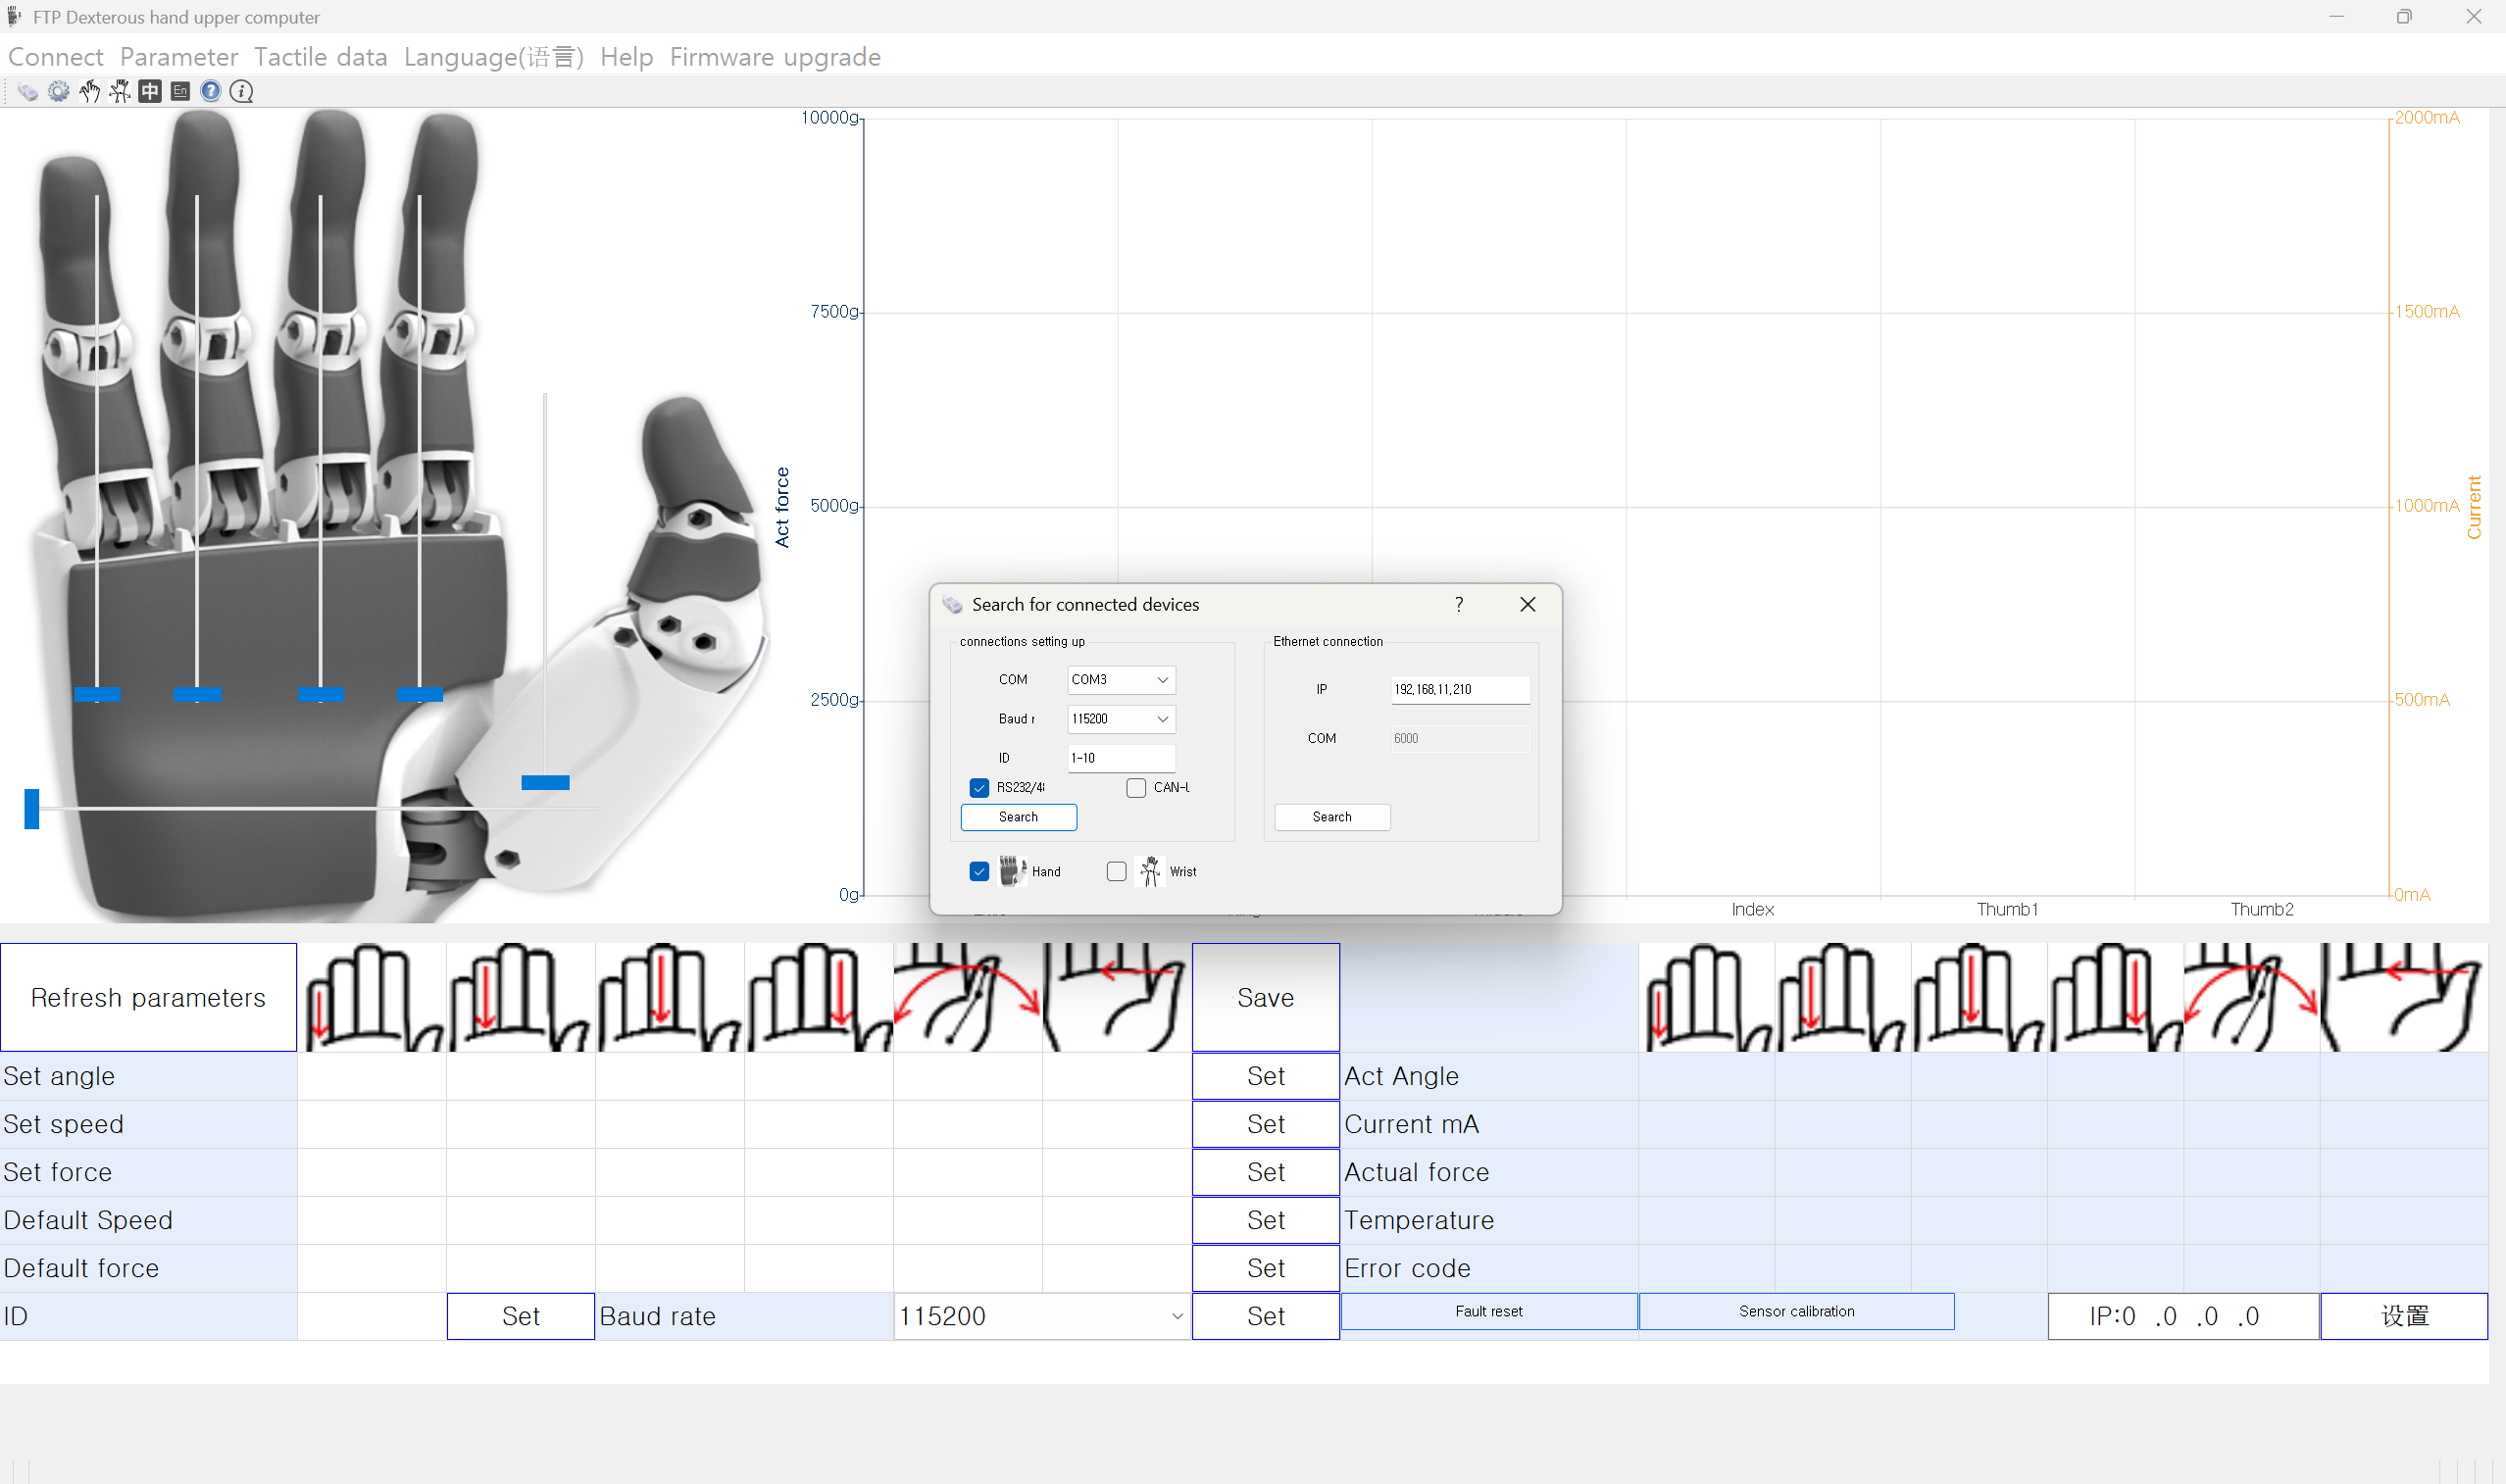 FTP Dexterous hand upper computer
Connect Parameter Tactile data Language(语言) Help Firmware upgrade
中 En ? i
10000g
7500g
5000g
2500g
0g
Act force
2000mA
1500mA
1000mA
500mA
0mA
Current
Index Thumb1 Thumb2
Search for connected devices ?
connections setting up
COM COM3
Baud r 115200
ID 1-10
RS232/48 CAN-U
Search
Ethernet connection
IP 192.168.11.210
COM 6000
Search
Hand Wrist
Refresh parameters Save
Set angle Set Act Angle
Set speed Set Current mA
Set force Set Actual force
Default Speed Set Temperature
Default force Set Error code
ID Set Baud rate 115200 Set Fault reset Sensor calibration IP:0 .0 .0 .0 设置